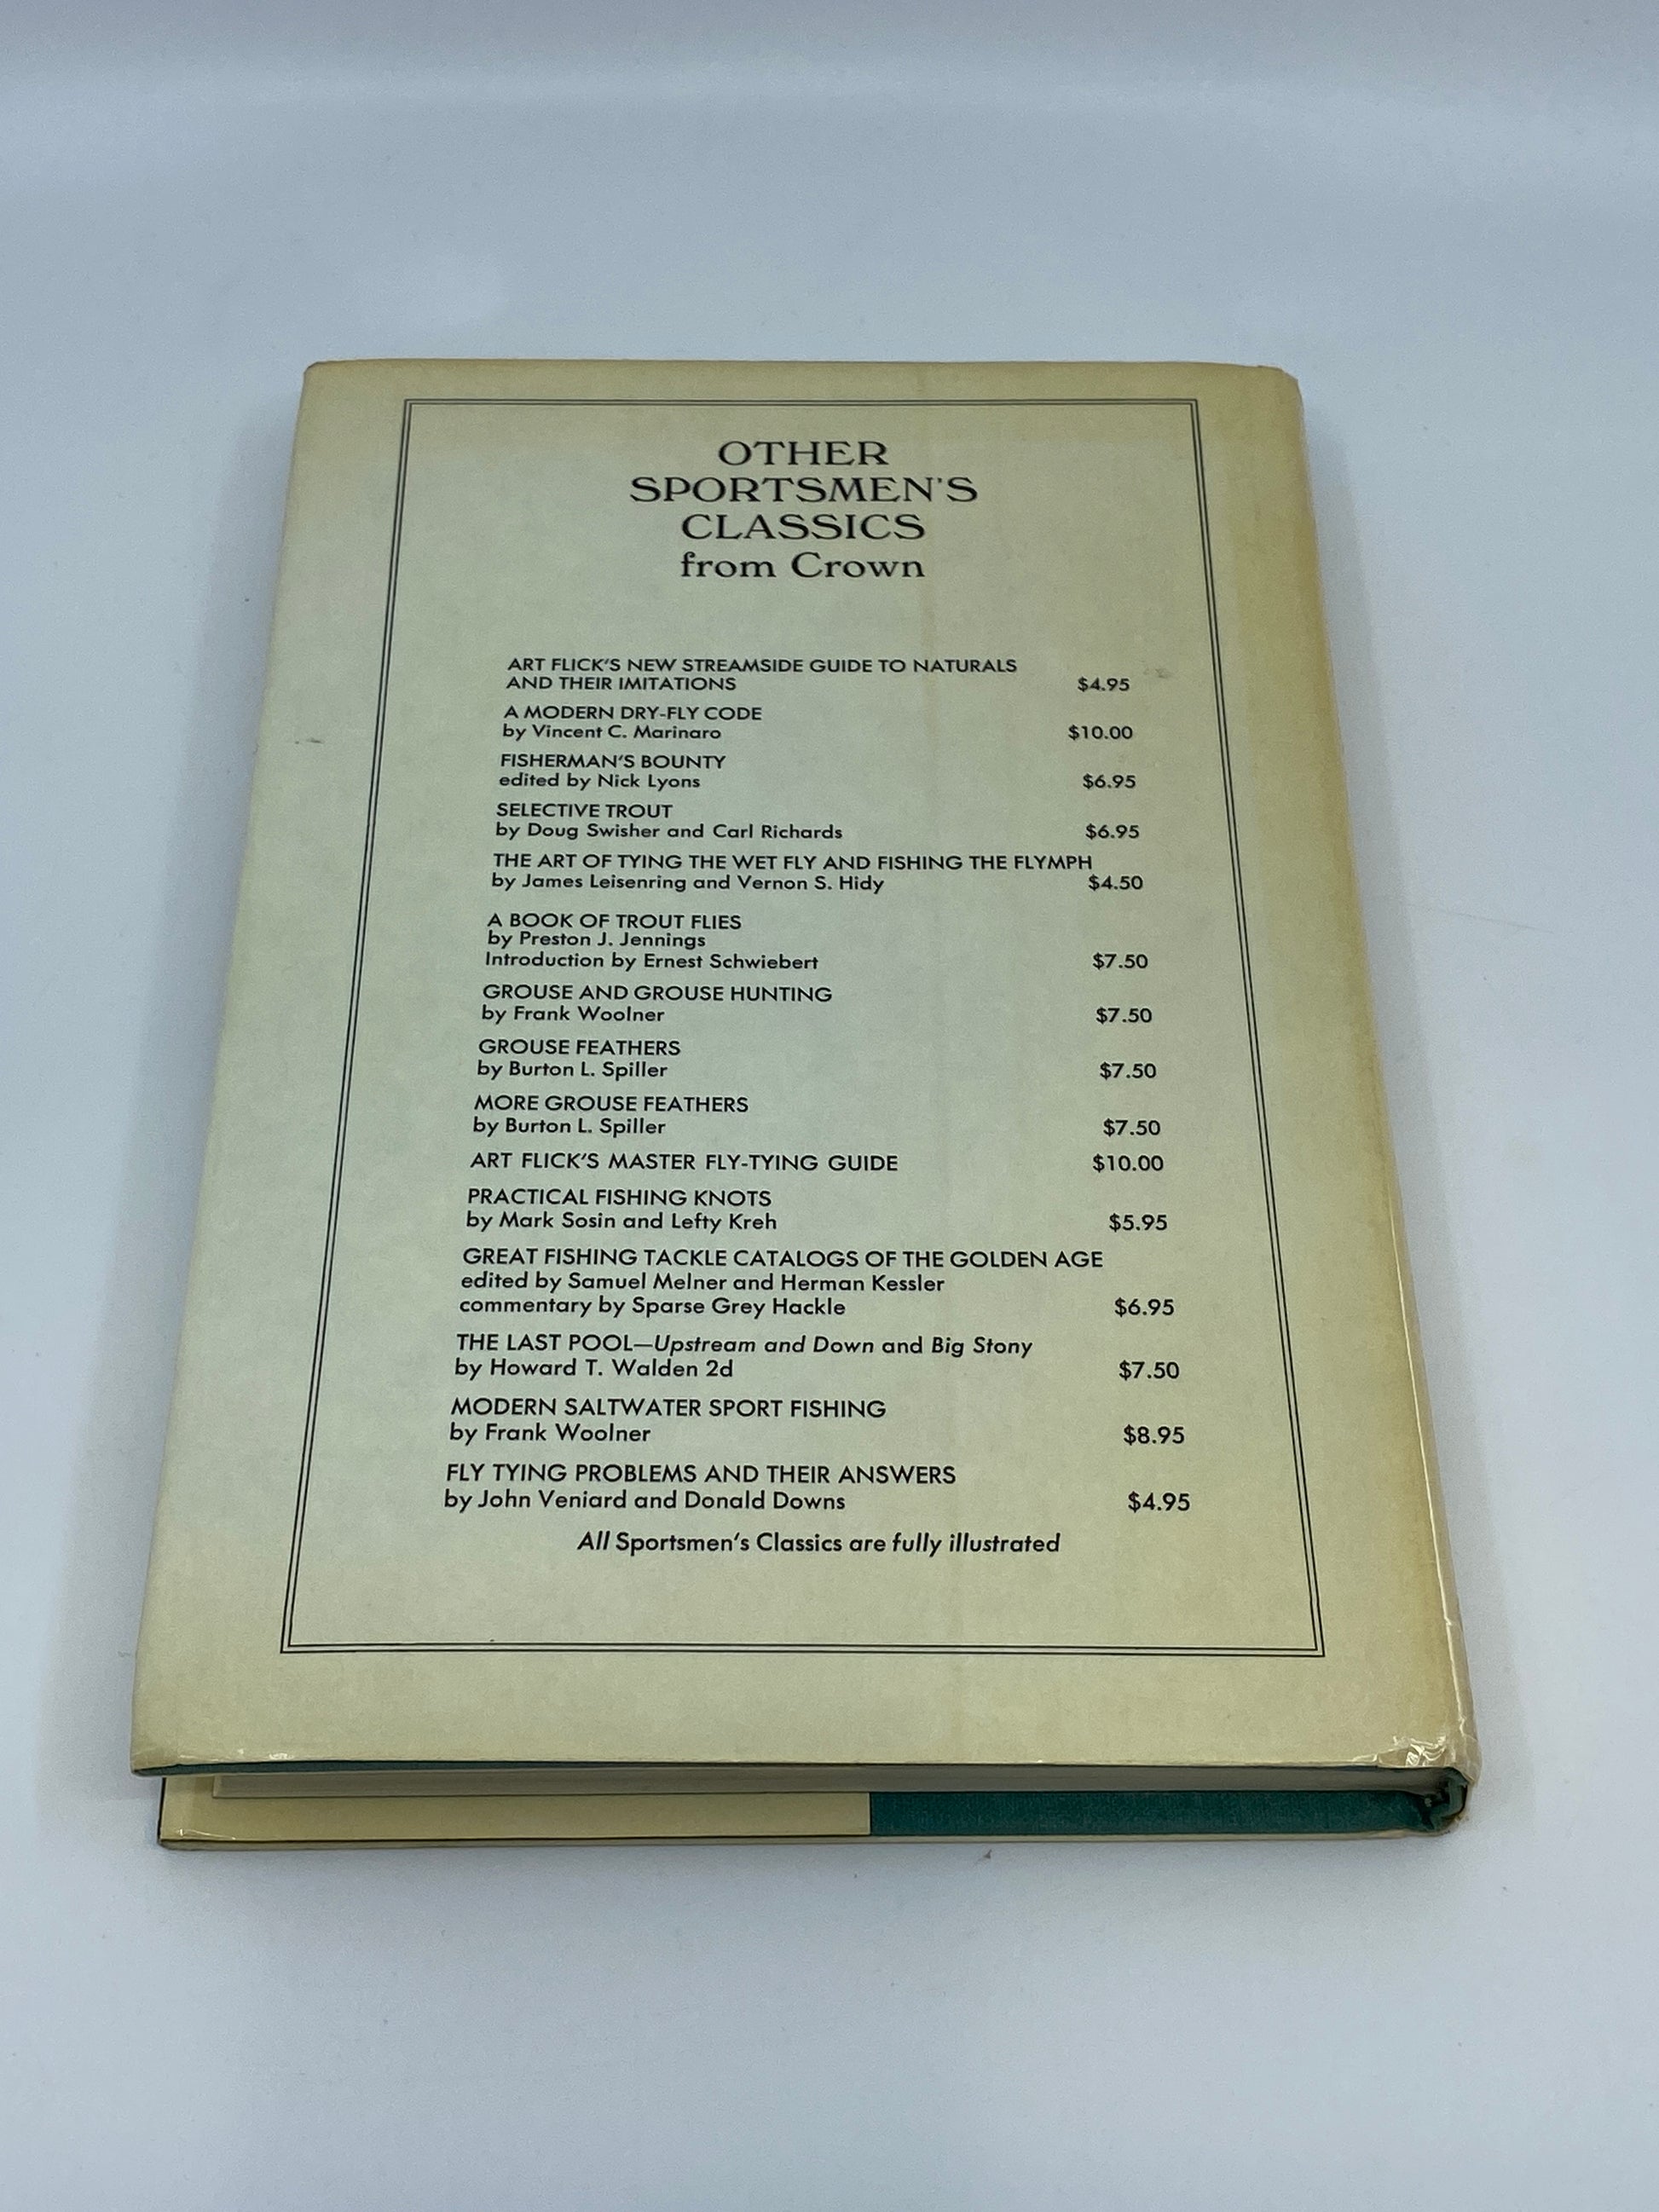 OTHER
SPORTSMEN'S
CLASSICS
from Crown
ART FLICK'S NEW STREAMSIDE GUIDE TO NATURALS
AND THEIR IMITATIONS $4.95
A MODERN DRY-FLY CODE
by Vincent C. Marinaro $10.00
FISHERMAN'S BOUNTY
edited by Nick Lyons $6.95
SELECTIVE TROUT
by Doug Swisher and Carl Richards $6.95
THE ART OF TYING THE WET FLY AND FISHING THE FLYMPH
by James Leisenring and Vernon S. Hidy $4.50
A BOOK OF TROUT FLIES
by Preston J. Jennings
Introduction by Ernest Schwiebert $7.50
GROUSE AND GROUSE HUNTING
by Frank Woolner $7.50
GROUSE FEATHERS
by Burton L. Spiller $7.50
MORE GROUSE FEATHERS
by Burton L. Spiller $7.50
ART FLICK'S MASTER FLY-TYING GUIDE $10.00
PRACTICAL FISHING KNOTS
by Mark Sosin and Lefty Kreh $5.95
GREAT FISHING TACKLE CATALOGS OF THE GOLDEN AGE
edited by Samuel Melner and Herman Kessler
commentary by Sparse Grey Hackle $6.95
THE LAST POOL—Upstream and Down and Big Stony
by Howard T. Walden 2d $7.50
MODERN SALTWATER SPORT FISHING
by Frank Woolner $8.95
FLY TYING PROBLEMS AND THEIR ANSWERS
by John Veniard and Donald Downs $4.95
All Sportsmen's Classics are fully illustrated